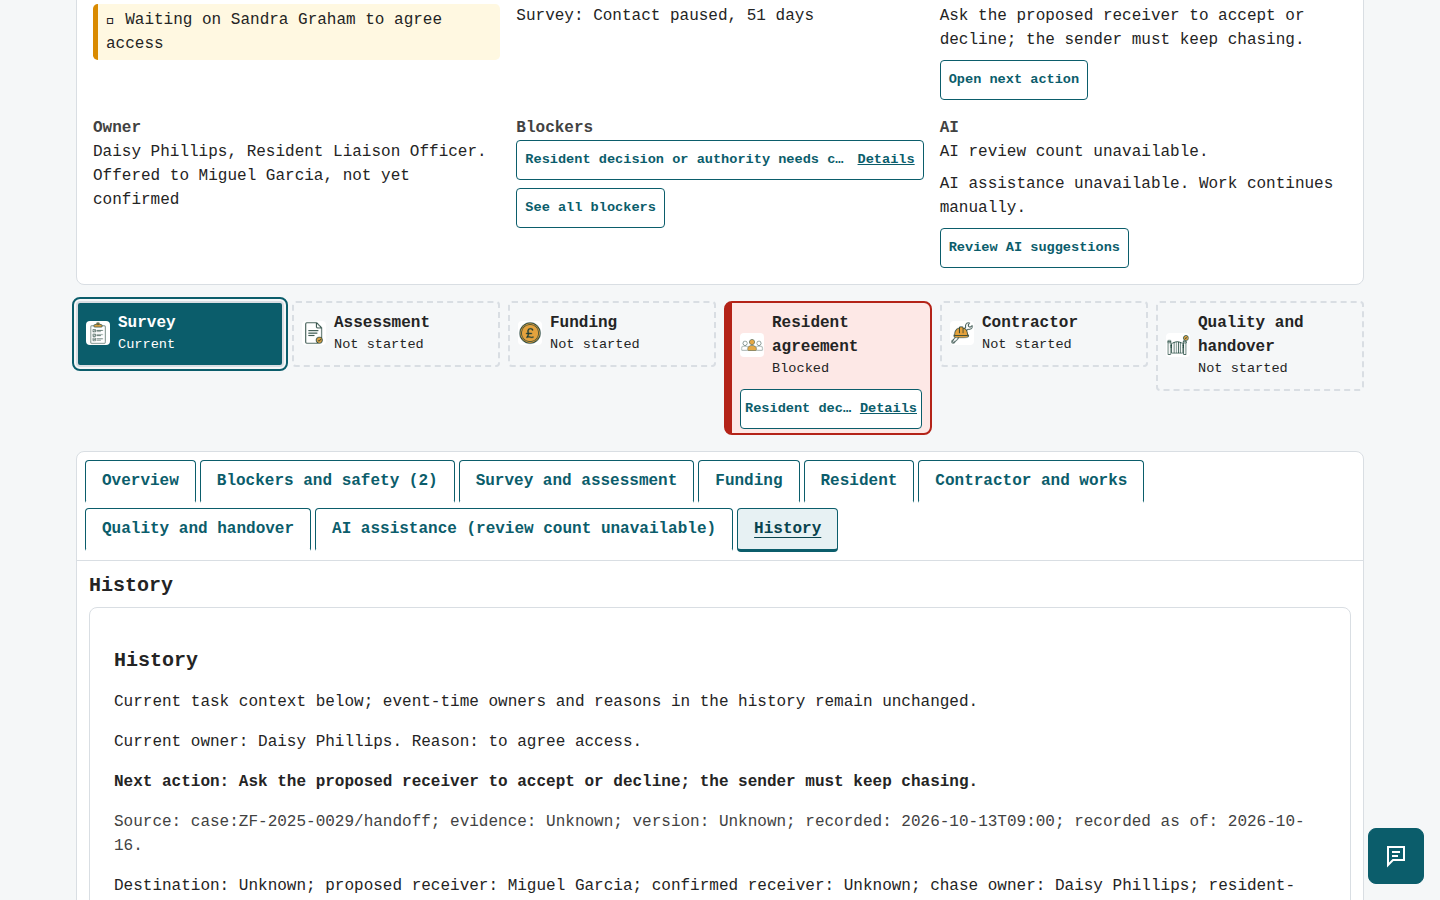 Waiting on Sandra Graham to agree
access
Survey: Contact paused, 51 days
Ask the proposed receiver to accept or
decline; the sender must keep chasing.
Open next action
Owner
Daisy Phillips, Resident Liaison Officer.
Offered to Miguel Garcia, not yet
confirmed
Blockers
Resident decision or authority needs c… Details
See all blockers
AI
AI review count unavailable.
AI assistance unavailable. Work continues
manually.
Review AI suggestions
Survey
Current
Assessment
Not started
Funding
Not started
Resident
agreement
Blocked
Resident dec… Details
Contractor
Not started
Quality and
handover
Not started
Overview
Blockers and safety (2)
Survey and assessment
Funding
Resident
Contractor and works
Quality and handover
AI assistance (review count unavailable)
History
History
History
Current task context below; event-time owners and reasons in the history remain unchanged.
Current owner: Daisy Phillips. Reason: to agree access.
Next action: Ask the proposed receiver to accept or decline; the sender must keep chasing.
Source: case:ZF-2025-0029/handoff; evidence: Unknown; version: Unknown; recorded: 2026-10-13T09:00; recorded as of: 2026-10-
16.
Destination: Unknown; proposed receiver: Miguel Garcia; confirmed receiver: Unknown; chase owner: Daisy Phillips; resident-